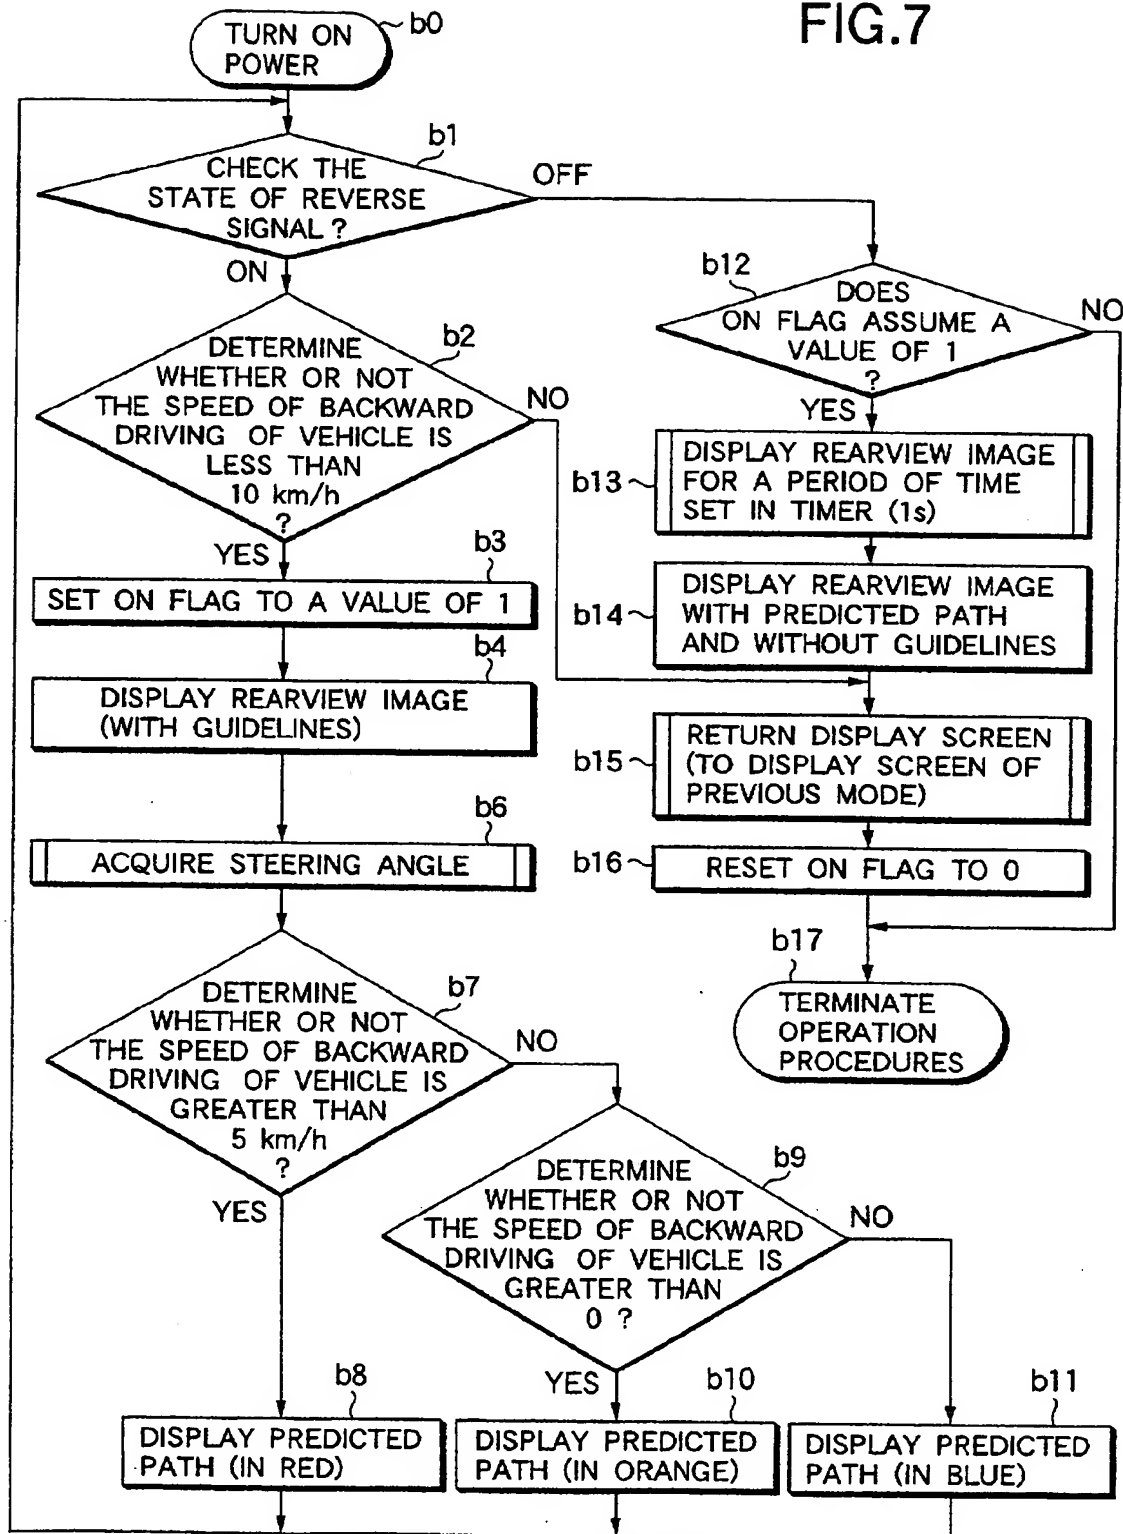 FIG.7
TURN ON
POWER
b0
b1
CHECK THE
STATE OF REVERSE
SIGNAL ?
OFF
ON
b2
DETERMINE
WHETHER OR NOT
THE SPEED OF BACKWARD
DRIVING OF VEHICLE IS
LESS THAN
10 km/h
?
NO
YES
b3
SET ON FLAG TO A VALUE OF 1
b4
DISPLAY REARVIEW IMAGE
(WITH GUIDELINES)
b6
ACQUIRE STEERING ANGLE
b7
DETERMINE
WHETHER OR NOT
THE SPEED OF BACKWARD
DRIVING OF VEHICLE IS
GREATER THAN
5 km/h
?
NO
YES
b8
DISPLAY PREDICTED
PATH (IN RED)
b9
DETERMINE
WHETHER OR NOT
THE SPEED OF BACKWARD
DRIVING OF VEHICLE IS
GREATER THAN
0 ?
NO
YES
b10
DISPLAY PREDICTED
PATH (IN ORANGE)
b11
DISPLAY PREDICTED
PATH (IN BLUE)
b12
DOES
ON FLAG ASSUME A
VALUE OF 1
?
NO
YES
b13
DISPLAY REARVIEW IMAGE
FOR A PERIOD OF TIME
SET IN TIMER (1s)
b14
DISPLAY REARVIEW IMAGE
WITH PREDICTED PATH
AND WITHOUT GUIDELINES
b15
RETURN DISPLAY SCREEN
(TO DISPLAY SCREEN OF
PREVIOUS MODE)
b16
RESET ON FLAG TO 0
b17
TERMINATE
OPERATION
PROCEDURES